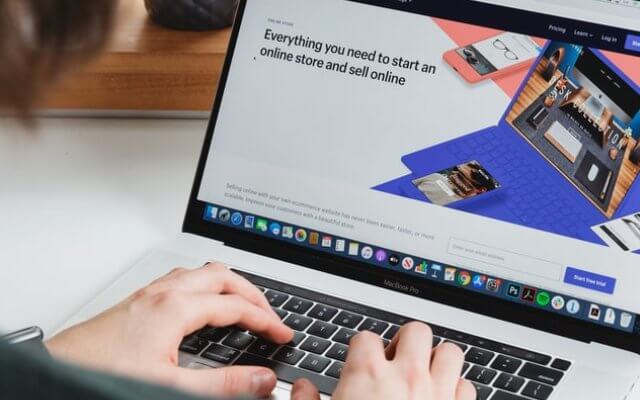 Pricing Learn Log in
ONLINE STORE
Everything you need to start an
online store and sell online
Selling online with your own ecommerce website has never been easier, faster, or more
scalable. Impress your customers with a beautiful store.
Enter your email address
Start free trial
MacBook Pro